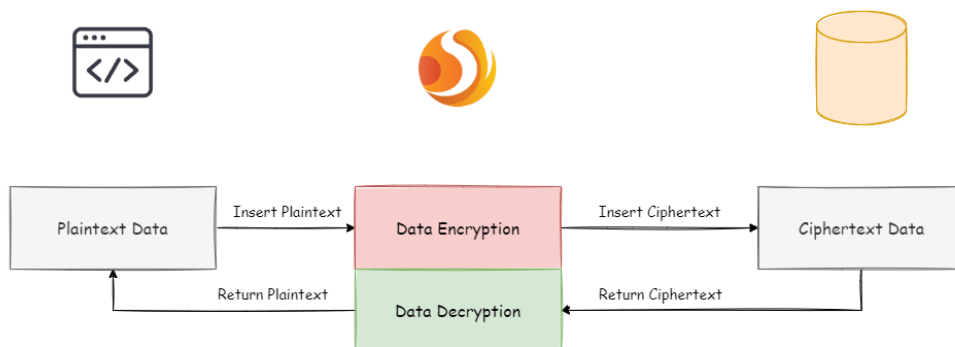 </>
Insert Plaintext
Insert Ciphertext
Plaintext Data
Data Encryption
Ciphertext Data
Return Plaintext
Return Ciphertext
Data Decryption